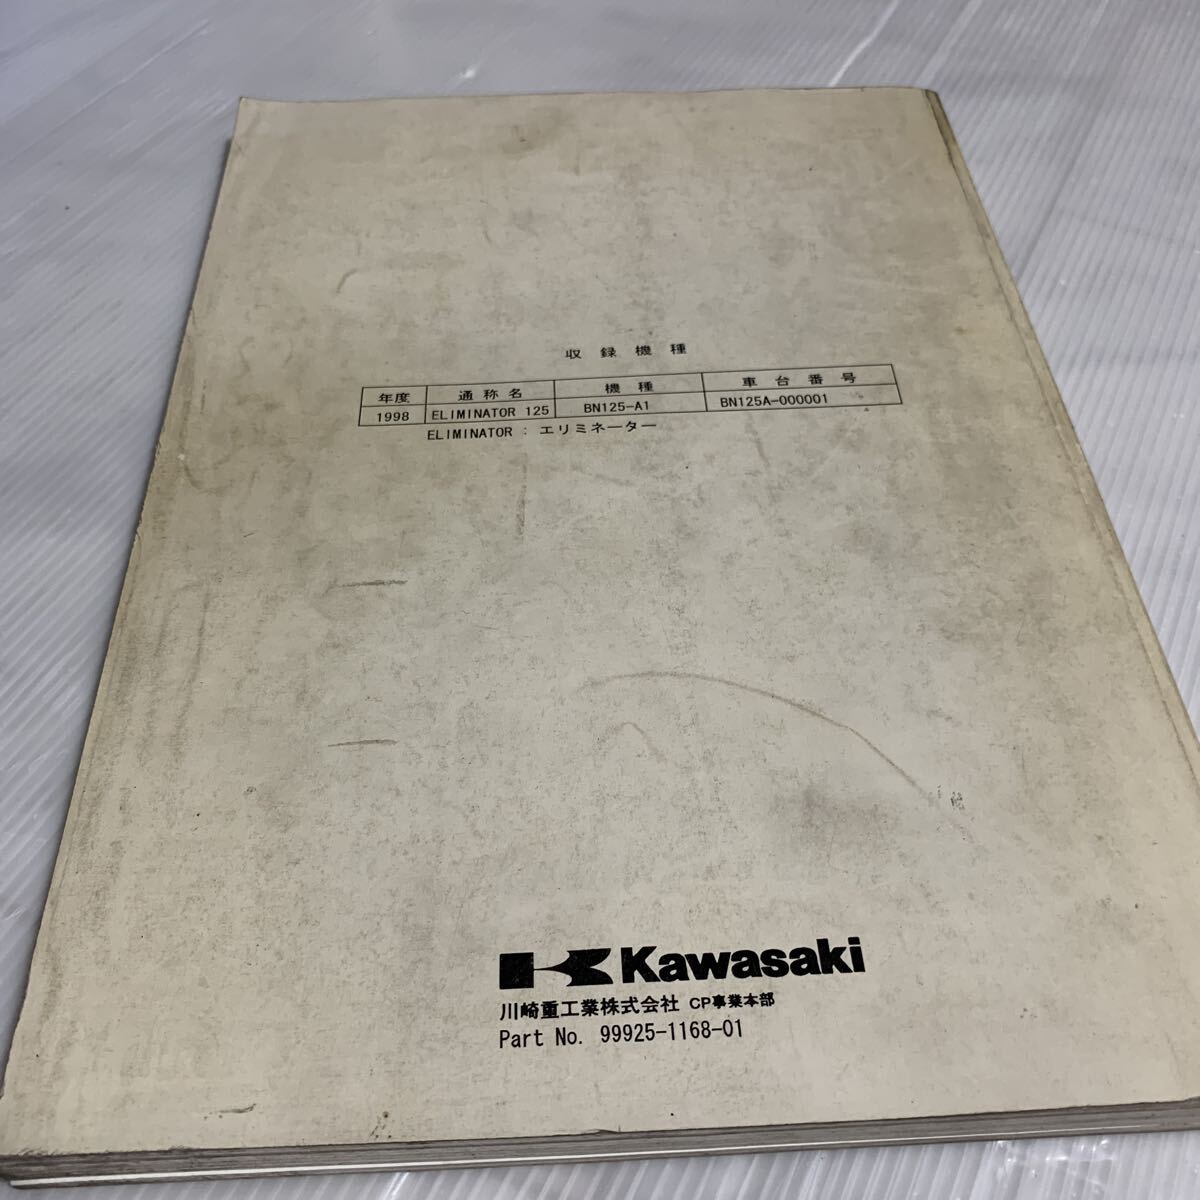 収録機種
年度 通称名 機種 車台番号
1998 ELIMINATOR 125 BN125-A1 BN125A-000001
ELIMINATOR : エリミネーター
Kawasaki
川崎重工業株式会社 CP事業本部
Part No. 99925-1168-01